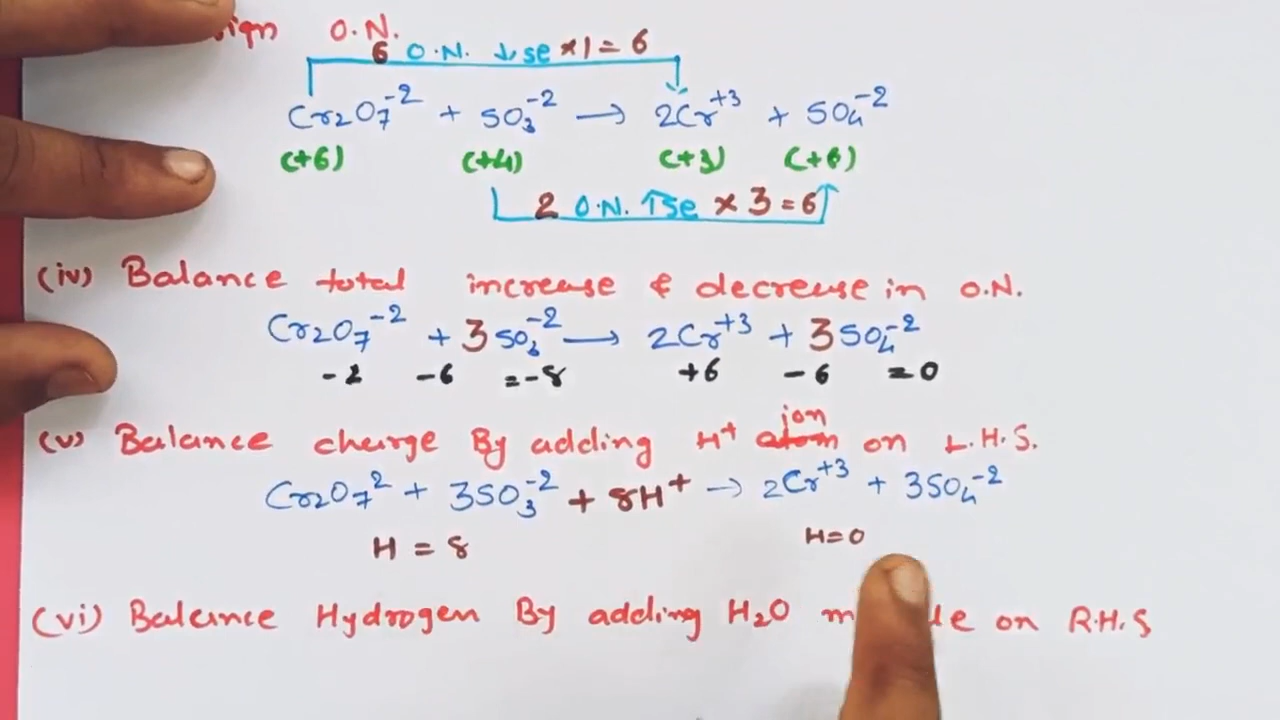 O.N.
6 O.N. ↓se ×1 = 6
Cr₂O₇⁻² + SO₃⁻² → 2Cr⁺³ + SO₄⁻²
(+6) (+4) (+3) (+6)
2 O.N. ↑se × 3 = 6
(iv) Balance total increase & decrease in O.N.
Cr₂O₇⁻² + 3SO₃⁻² → 2Cr⁺³ + 3SO₄⁻²
-2 -6 =-8 +6 -6 =0
ion
(v) Balance charge By adding H⁺ atom on L.H.S.
Cr₂O₇² + 3SO₃⁻² + 8H⁺ → 2Cr⁺³ + 3SO₄⁻²
H = 8 H=0
(vi) Balance Hydrogen By adding H₂O on R.H.S